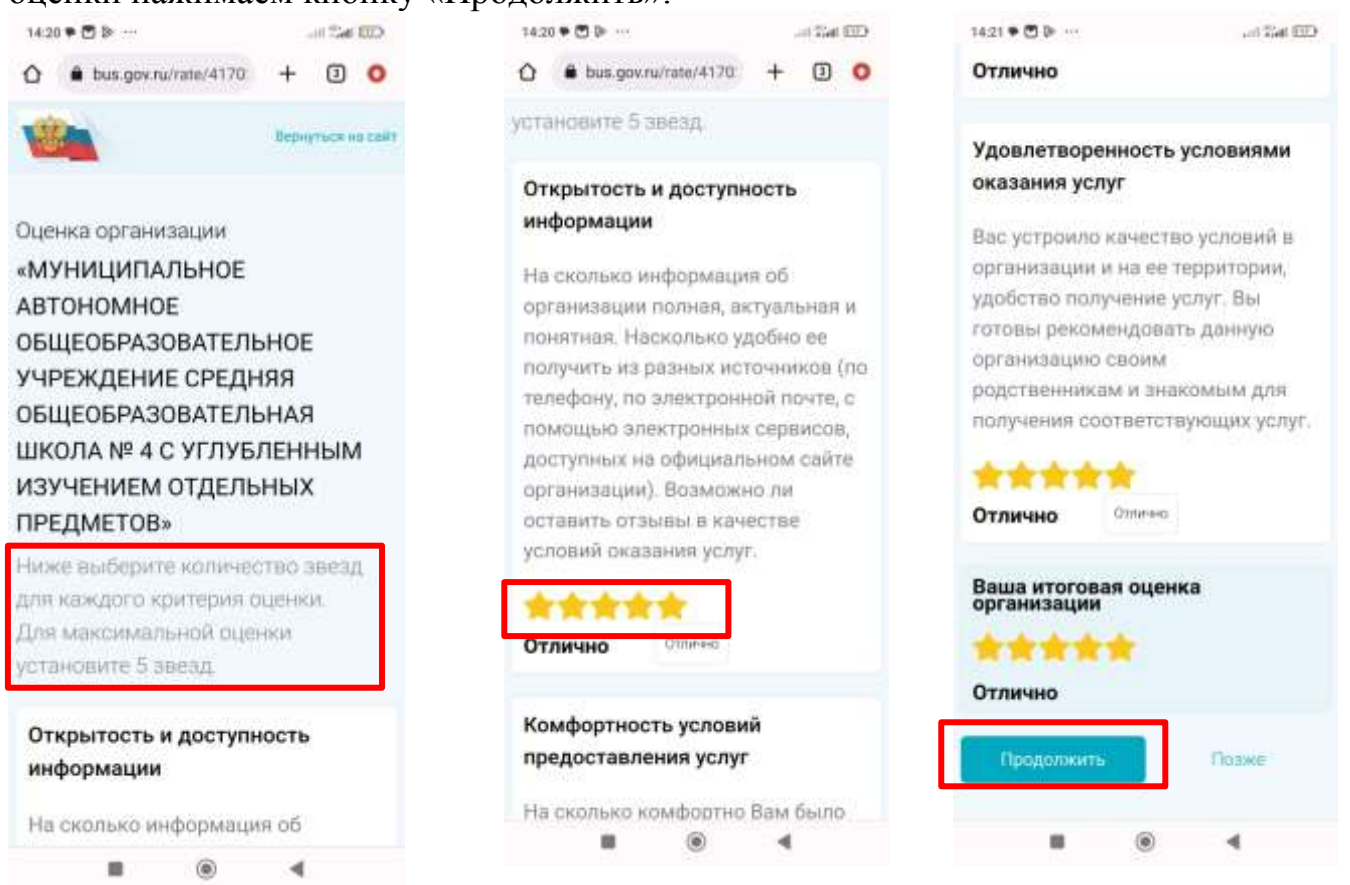 оценки нажимаем кнопку «Продолжить».
14:20
bus.gov.ru/rate/4170
3
Вернуться на сайт
Оценка организации
«МУНИЦИПАЛЬНОЕ
АВТОНОМНОЕ
ОБЩЕОБРАЗОВАТЕЛЬНОЕ
УЧРЕЖДЕНИЕ СРЕДНЯЯ
ОБЩЕОБРАЗОВАТЕЛЬНАЯ
ШКОЛА № 4 С УГЛУБЛЕННЫМ
ИЗУЧЕНИЕМ ОТДЕЛЬНЫХ
ПРЕДМЕТОВ»
Ниже выберите количество звезд
для каждого критерия оценки.
Для максимальной оценки
установите 5 звезд.
Открытость и доступность
информации
На сколько информация об
14:20
bus.gov.ru/rate/4170
3
установите 5 звезд.
Открытость и доступность
информации
На сколько информация об
организации полная, актуальная и
понятная. Насколько удобно ее
получить из разных источников (по
телефону, по электронной почте, с
помощью электронных сервисов,
доступных на официальном сайте
организации). Возможно ли
оставить отзывы в качестве
условий оказания услуг.
Отлично
Отлично
Комфортность условий
предоставления услуг
На сколько комфортно Вам было
14:21
Отлично
Удовлетворенность условиями
оказания услуг
Вас устроило качество условий в
организации и на ее территории,
удобство получение услуг. Вы
готовы рекомендовать данную
организацию своим
родственникам и знакомым для
получения соответствующих услуг.
Отлично
Отлично
Ваша итоговая оценка
организации
Отлично
Продолжить
Позже